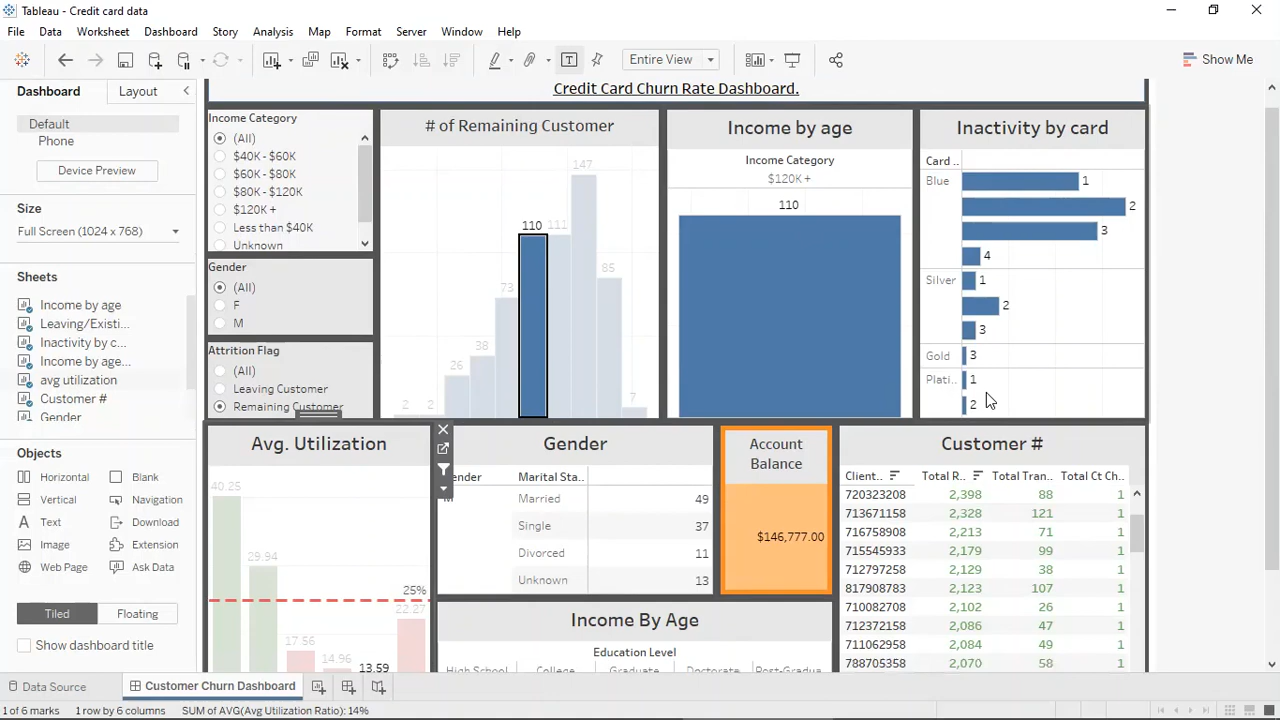 Tableau - Credit card data
File Data Worksheet Dashboard Story Analysis Map Format Server Window Help
Entire View
Show Me
Dashboard Layout
Default
Phone
Device Preview
Size
Full Screen (1024 x 768)
Sheets
Income by age
Leaving/Existi...
Inactivity by c...
Income by age...
avg utilization
Customer #
Gender
Objects
Horizontal Blank
Vertical Navigation
Text Download
Image Extension
Web Page Ask Data
Tiled Floating
Show dashboard title
Credit Card Churn Rate Dashboard.
Income Category
(All)
$40K - $60K
$60K - $80K
$80K - $120K
$120K +
Less than $40K
Unknown
Gender
(All)
F
M
Attrition Flag
(All)
Leaving Customer
Remaining Customer
# of Remaining Customer
2 2 26 38 73 110 111 147 85 7
Income by age
Income Category
$120K +
110
Inactivity by card
Card ..
Blue 1
2
3
4
Silver 1
2
3
Gold 3
Plati.. 1
2
Avg. Utilization
40.25
29.94
25%
22.27
17.56
14.96
13.59
Gender
ender Marital Sta..
M Married 49
Single 37
Divorced 11
Unknown 13
Account
Balance
$146,777.00
Income By Age
Education Level
High School College Graduate Doctorate Post-Gradua
Customer #
Client.. Total R.. Total Tran.. Total Ct Ch..
720323208 2,398 88 1
713671158 2,328 121 1
716758908 2,213 71 1
715545933 2,179 99 1
712797258 2,129 38 1
817908783 2,123 107 1
710082708 2,102 26 1
712372158 2,086 47 1
711062958 2,084 49 1
788705358 2,070 58 1
Data Source Customer Churn Dashboard
1 of 6 marks 1 row by 6 columns SUM of AVG(Avg Utilization Ratio): 14%